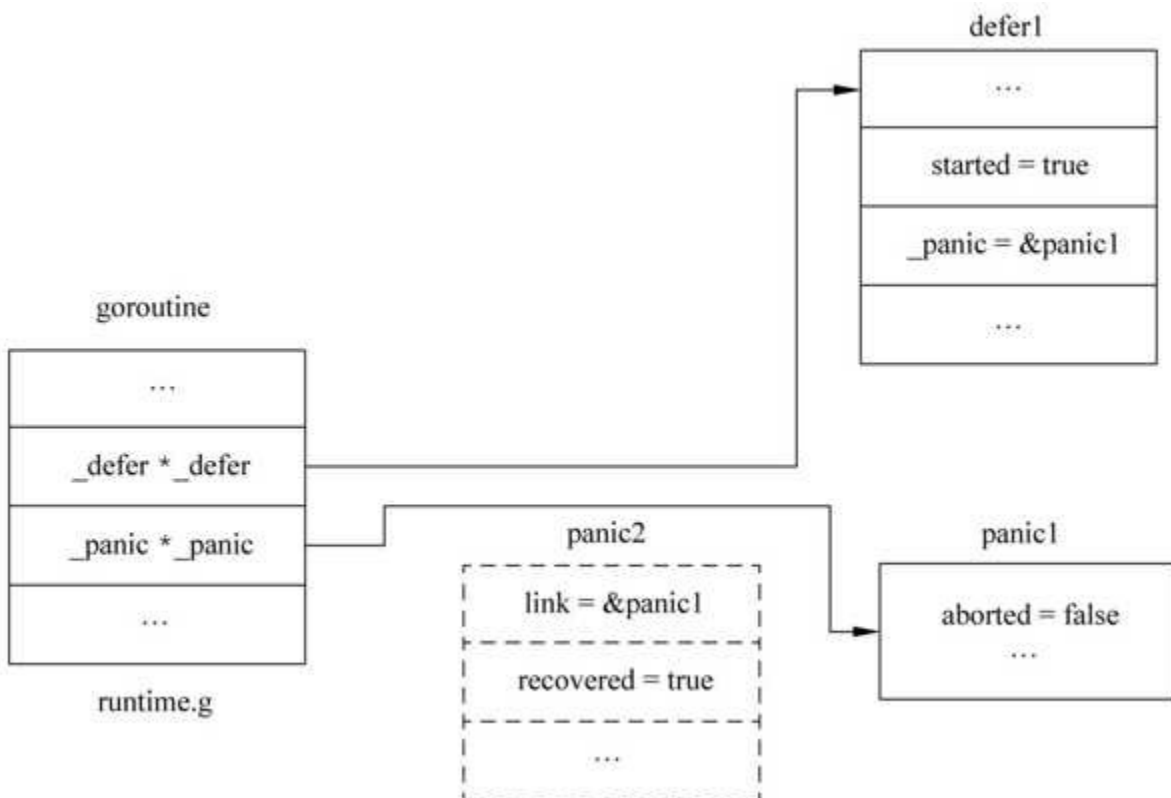 defer1
…
started = true
_panic = &panic1
…
goroutine
…
_defer *_defer
_panic *_panic
…
runtime.g
panic2
link = &panic1
recovered = true
…
panic1
aborted = false
…